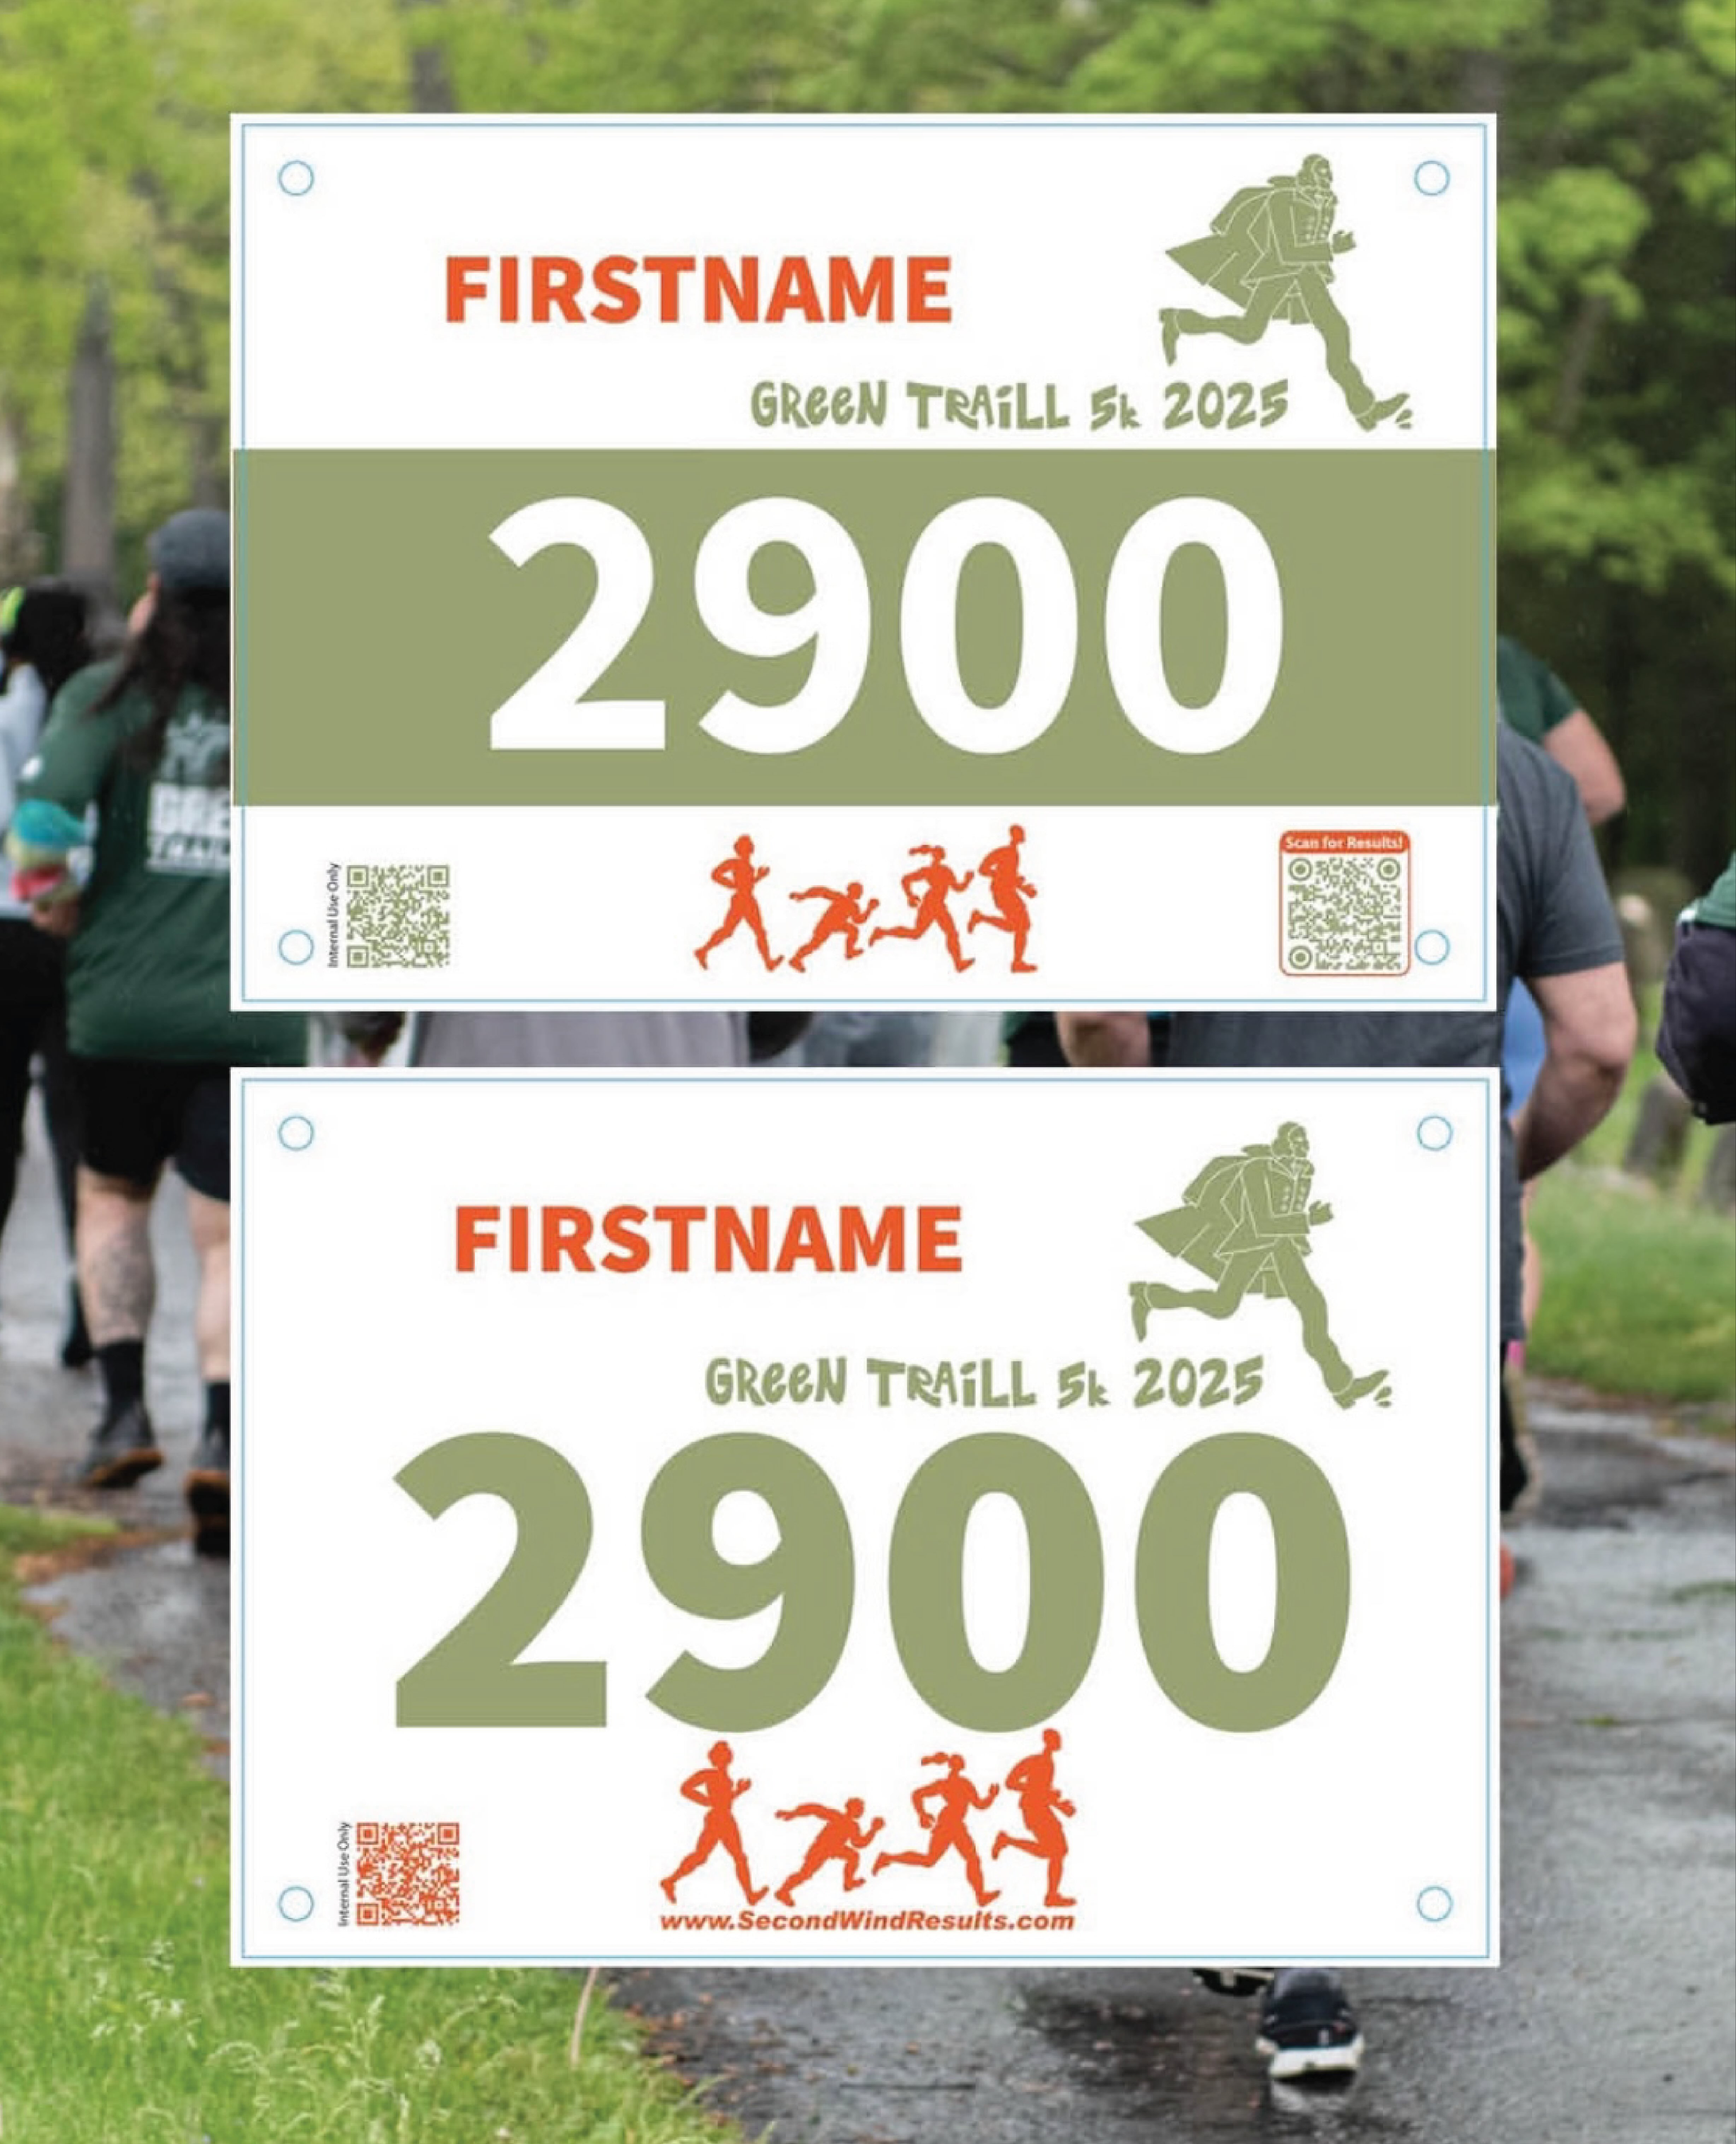 FIRSTNAME
GREEN TRAILL 5k 2025
2900
Internal Use Only
Scan for Results!
FIRSTNAME
GREEN TRAILL 5k 2025
2900
Internal Use Only
www.SecondWindResults.com